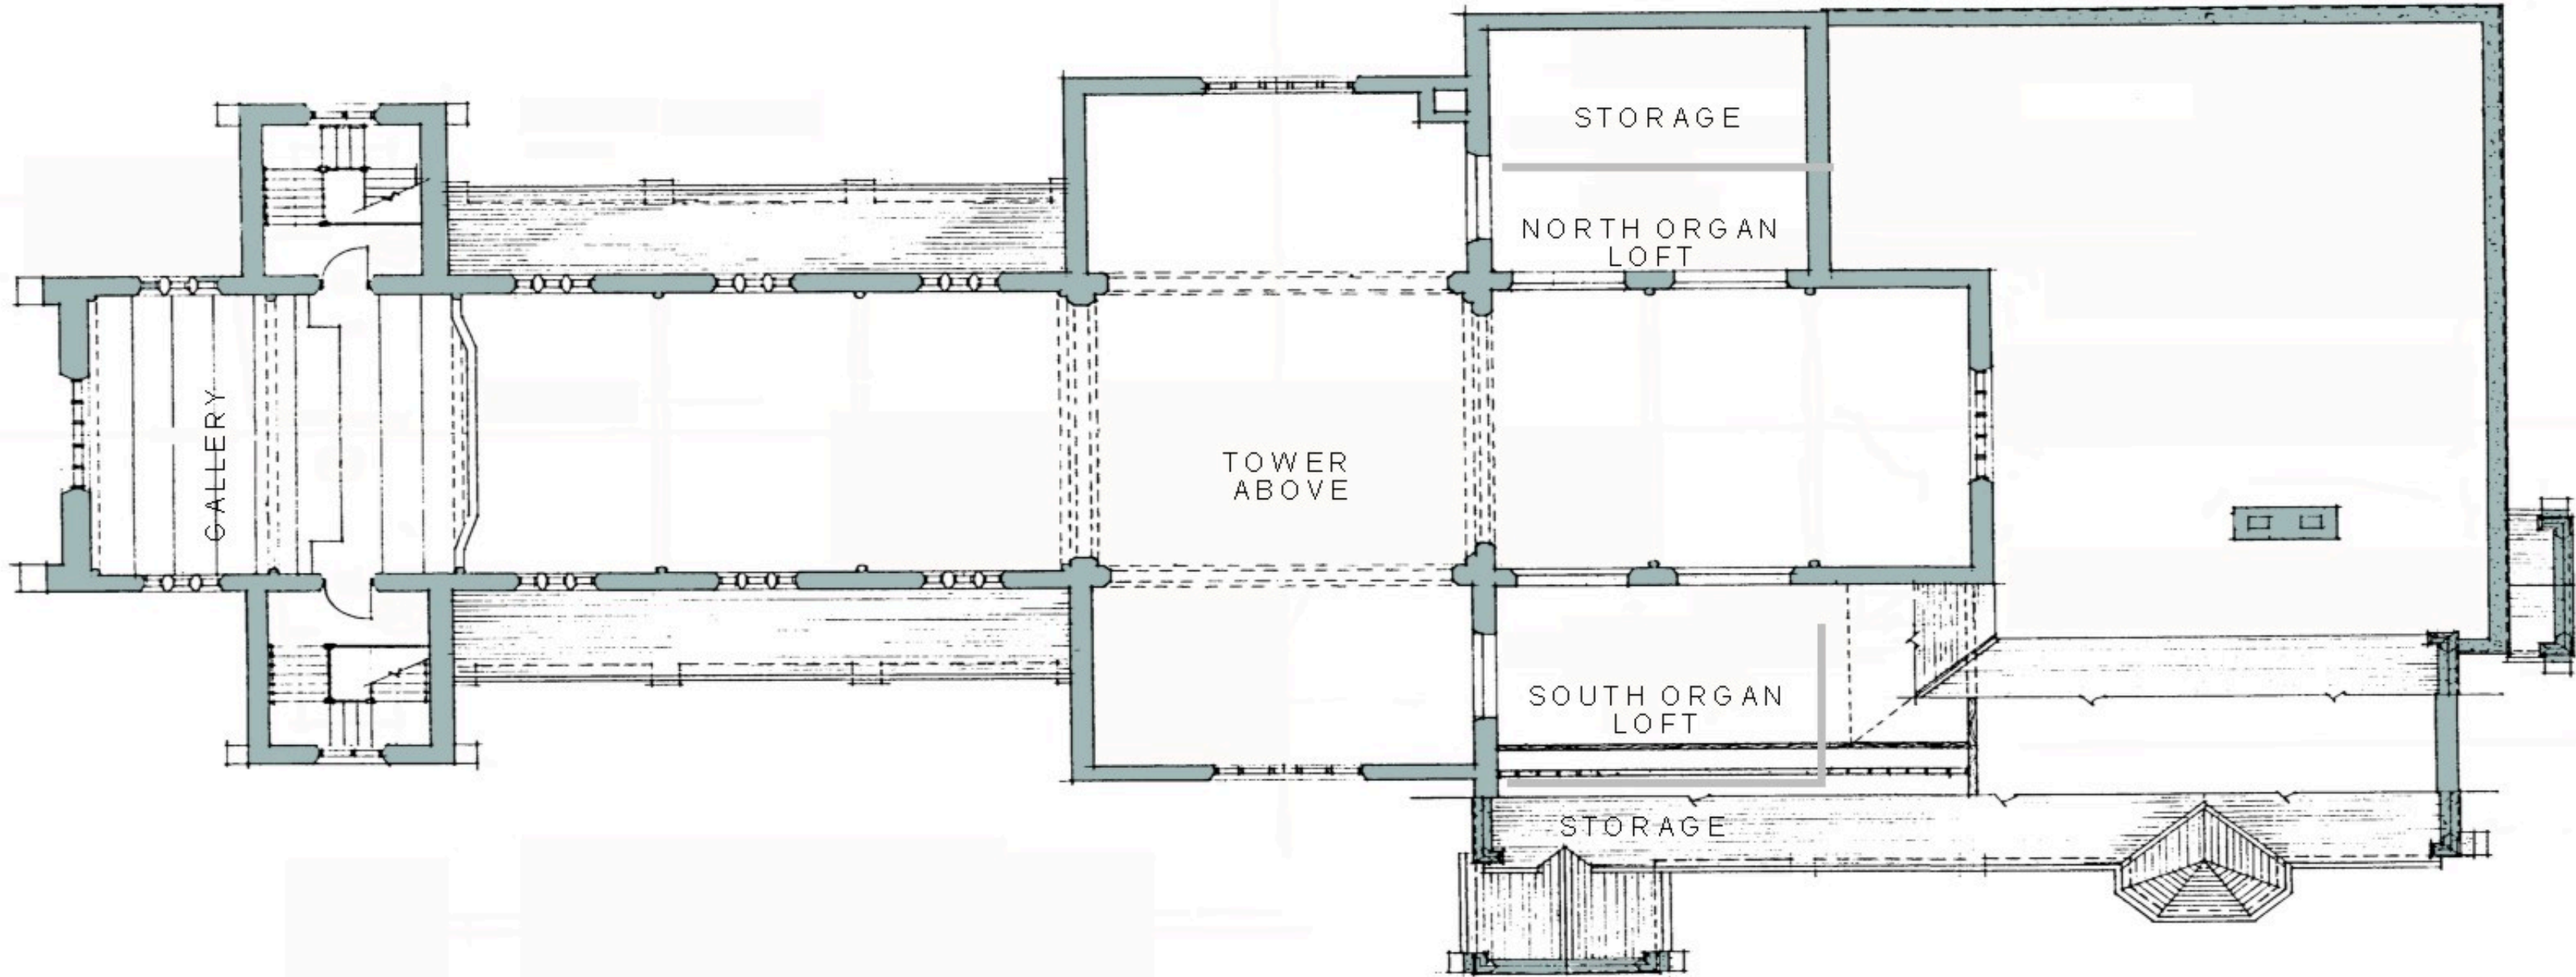 STORAGE
NORTH ORGAN
LOFT
GALLERY
TOWER
ABOVE
SOUTH ORGAN
LOFT
STORAGE